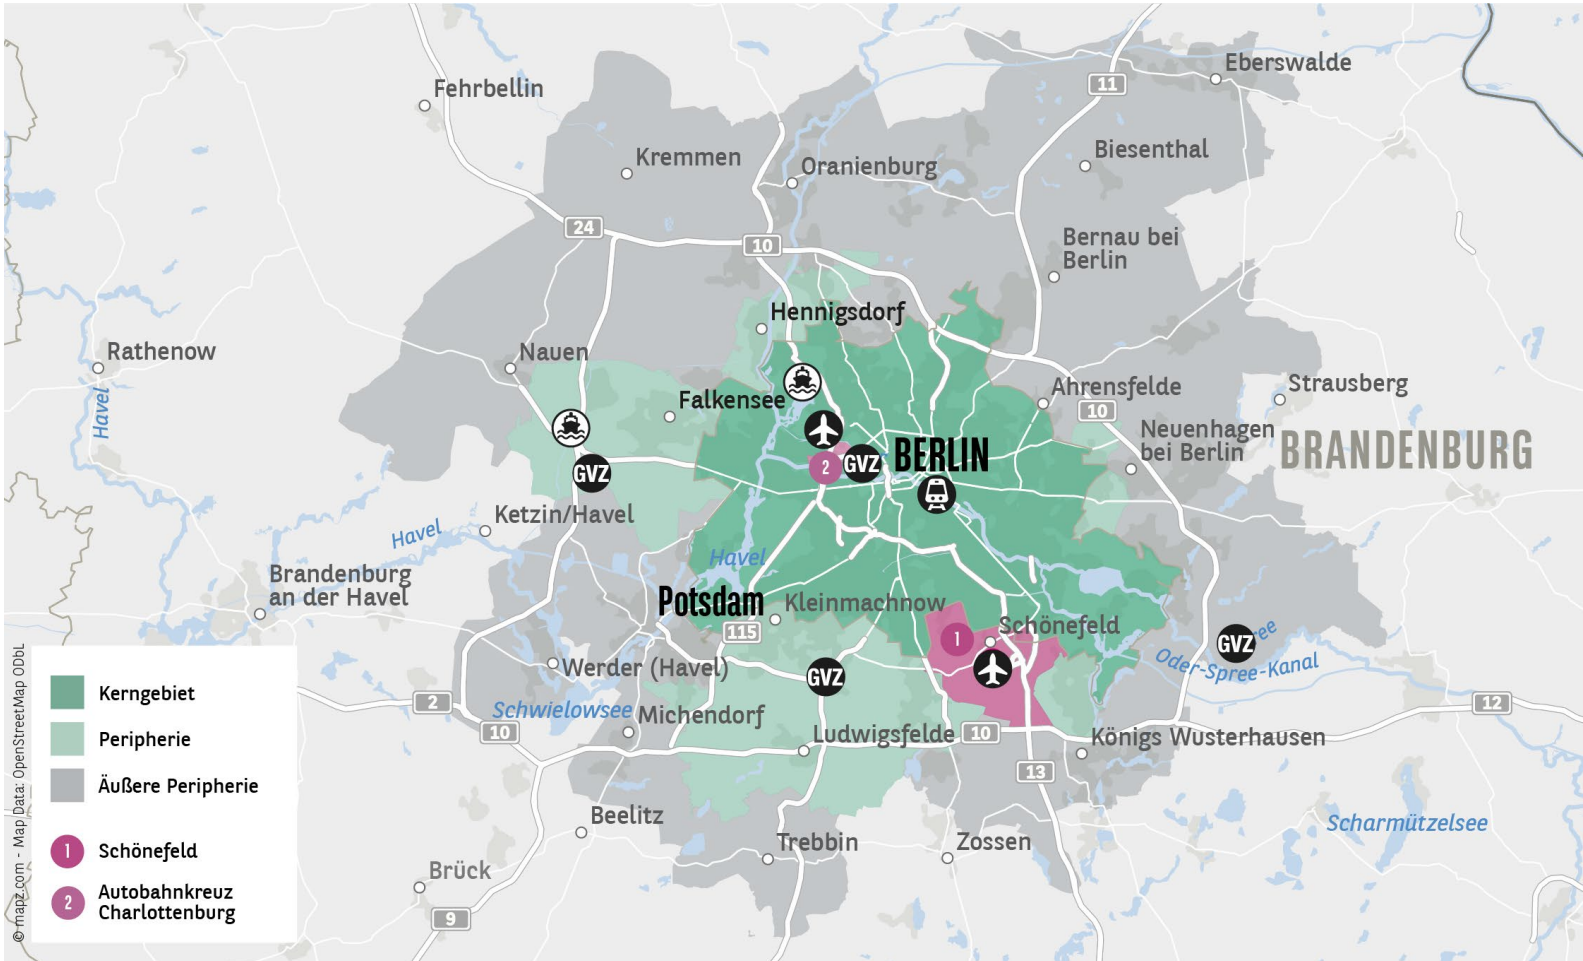 Fehrbellin
11
Eberswalde
Kremmen
Oranienburg
Biesenthal
24
10
Bernau bei
Berlin
Hennigsdorf
Rathenow
Nauen
Havel
Falkensee
Ahrensfelde
10
Strausberg
Neuenhagen
bei Berlin
BRANDENBURG
2
GVZ
BERLIN
GVZ
Ketzin/Havel
Havel
Havel
Brandenburg
an der Havel
Potsdam
Kleinmachnow
115
1
Schönefeld
GVZ
ree
Oder-Spree-Kanal
Werder (Havel)
GVZ
2
Schwielowsee
Michendorf
10
Ludwigsfelde
10
Königs Wusterhausen
12
13
Beelitz
Trebbin
Zossen
Scharmützelsee
Brück
9
Kerngebiet
Peripherie
Äußere Peripherie
1
Schönefeld
2
Autobahnkreuz
Charlottenburg
© mapz.com - Map Data: OpenStreetMap ODbL